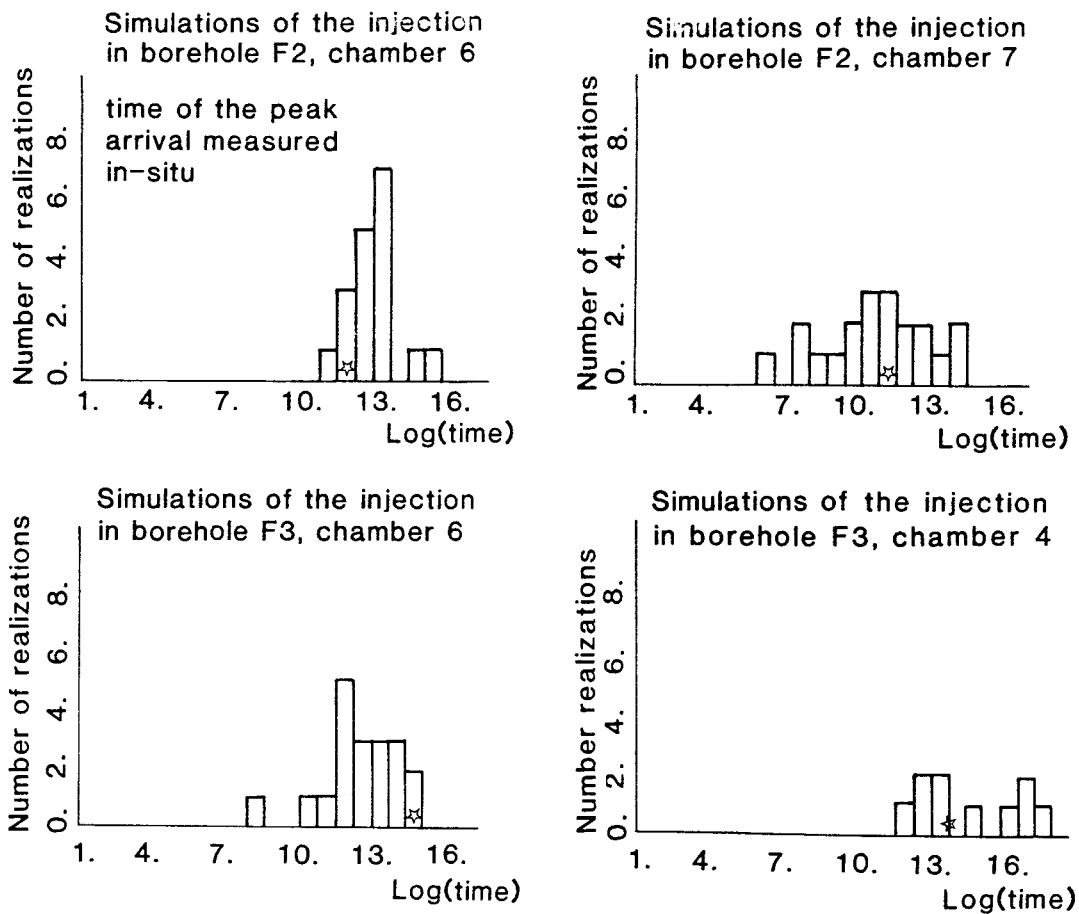 Simulations of the injection
in borehole F2, chamber 6
time of the peak
arrival measured
in-situ
Number of realizations
0. 2. 4. 6. 8.
1. 4. 7. 10. 13. 16.
Log(time)
Simulations of the injection
in borehole F2, chamber 7
Number of realizations
0. 2. 4. 6. 8.
1. 4. 7. 10. 13. 16.
Log(time)
Simulations of the injection
in borehole F3, chamber 6
Number of realizations
0. 2. 4. 6. 8.
1. 4. 7. 10. 13. 16.
Log(time)
Simulations of the injection
in borehole F3, chamber 4
Number realizations
0. 2. 4. 6. 8.
1. 4. 7. 10. 13. 16.
Log(time)